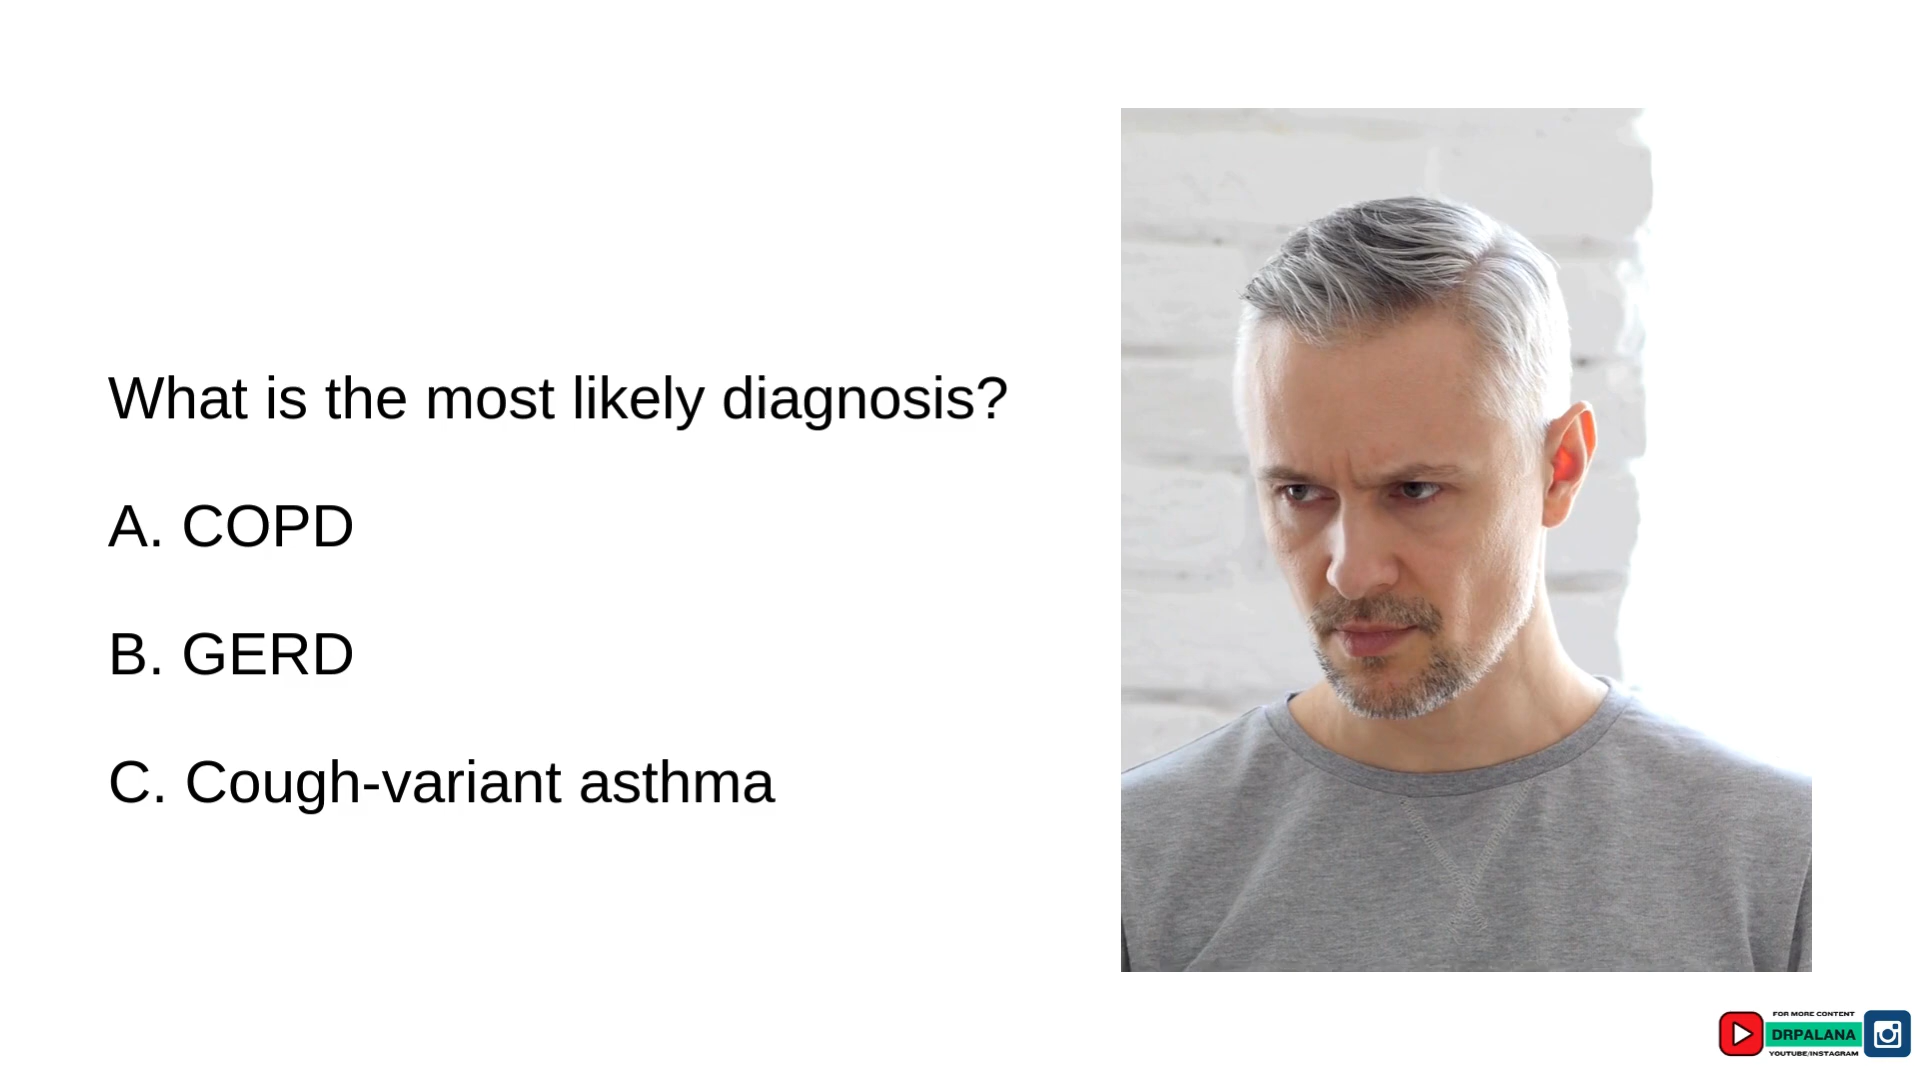 What is the most likely diagnosis?
A. COPD
B. GERD
C. Cough-variant asthma
FOR MORE CONTENT
DRPALANA
YOUTUBE/INSTAGRAM